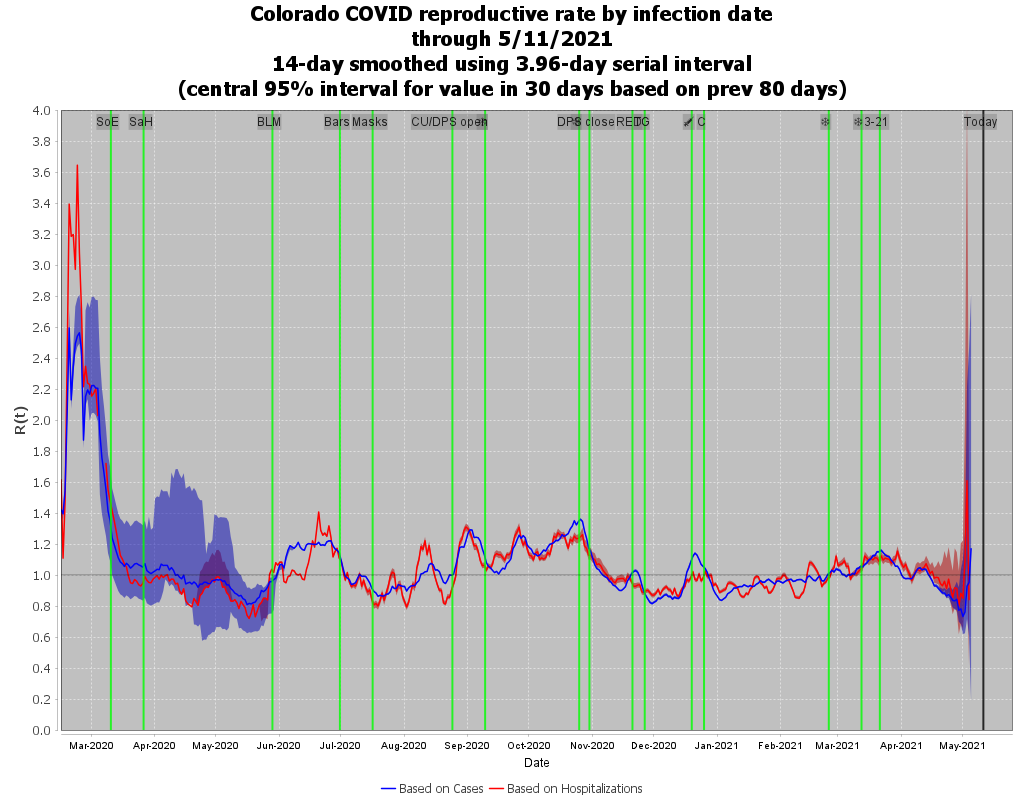 Colorado COVID reproductive rate by infection date
through 5/11/2021
14-day smoothed using 3.96-day serial interval
(central 95% interval for value in 30 days based on prev 80 days)
SoE SaH BLM Bars Masks CU/DPS open DPS close RED C ❄ ❄ 3-21 Today
4.0
3.8
3.6
3.4
3.2
3.0
2.8
2.6
2.4
2.2
2.0
1.8
1.6
1.4
1.2
1.0
0.8
0.6
0.4
0.2
0.0
R(t)
Mar-2020 Apr-2020 May-2020 Jun-2020 Jul-2020 Aug-2020 Sep-2020 Oct-2020 Nov-2020 Dec-2020 Jan-2021 Feb-2021 Mar-2021 Apr-2021 May-2021
Date
Based on Cases Based on Hospitalizations